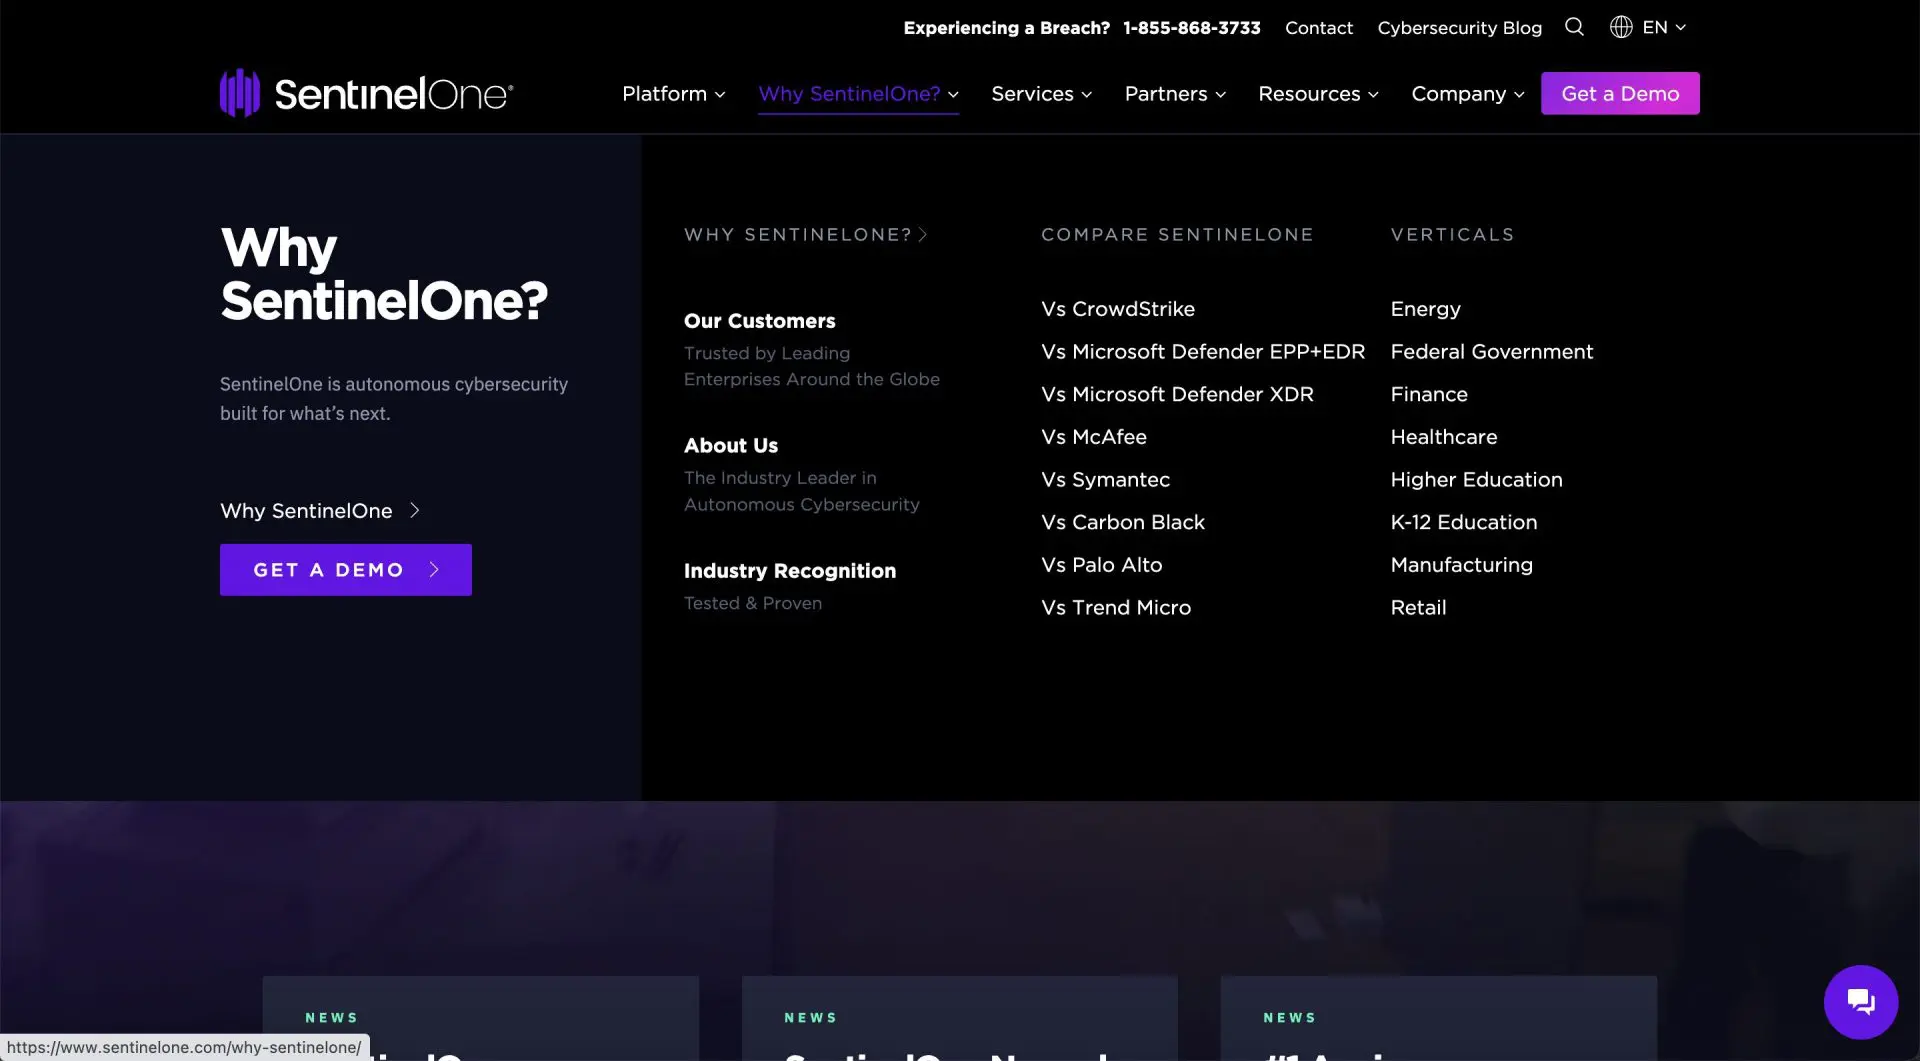 Experiencing a Breach? 1-855-868-3733 Contact Cybersecurity Blog EN
SentinelOne®
Platform Why SentinelOne? Services Partners Resources Company Get a Demo
Why
SentinelOne?
SentinelOne is autonomous cybersecurity
built for what's next.
Why SentinelOne
GET A DEMO
WHY SENTINELONE?
Our Customers
Trusted by Leading
Enterprises Around the Globe
About Us
The Industry Leader in
Autonomous Cybersecurity
Industry Recognition
Tested & Proven
COMPARE SENTINELONE
Vs CrowdStrike
Vs Microsoft Defender EPP+EDR
Vs Microsoft Defender XDR
Vs McAfee
Vs Symantec
Vs Carbon Black
Vs Palo Alto
Vs Trend Micro
VERTICALS
Energy
Federal Government
Finance
Healthcare
Higher Education
K-12 Education
Manufacturing
Retail
NEWS
NEWS
SentinelOne Named
NEWS
https://www.sentinelone.com/why-sentinelone/